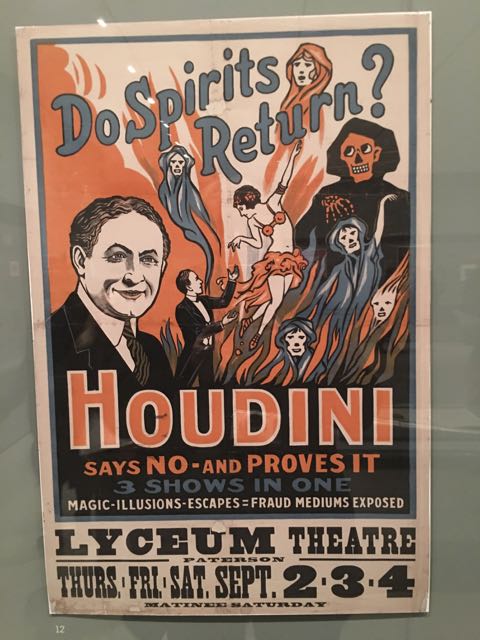 Do Spirits
Return?
HOUDINI
SAYS NO-AND PROVES IT
3 SHOWS IN ONE
MAGIC-ILLUSIONS-ESCAPES=FRAUD MEDIUMS EXPOSED
LYCEUM THEATRE
PATERSON
THURS. FRI. SAT. SEPT. 2·3·4
MATINEE SATURDAY
12